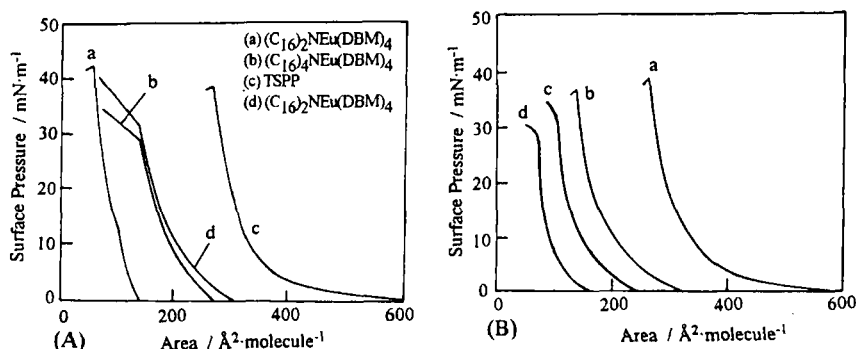 Surface Pressure / mN·m-1
40
30
20
10
0
a
b
c
d
(a) (C16)2NEu(DBM)4
(b) (C16)4NEu(DBM)4
(c) TSPP
(d) (C16)2NEu(DBM)4
0 200 400 600
(A) Area / Å2·molecule-1
Surface Pressure / mN·m-1
40
30
20
10
0
d
c
b
a
0 200 400 600
(B) Area / Å2·molecule-1